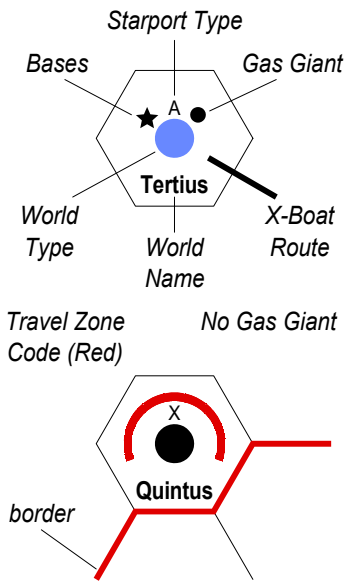 Starport Type
Bases
Gas Giant
A
Tertius
World
Type
World
Name
X-Boat
Route
Travel Zone
Code (Red)
No Gas Giant
X
Quintus
border